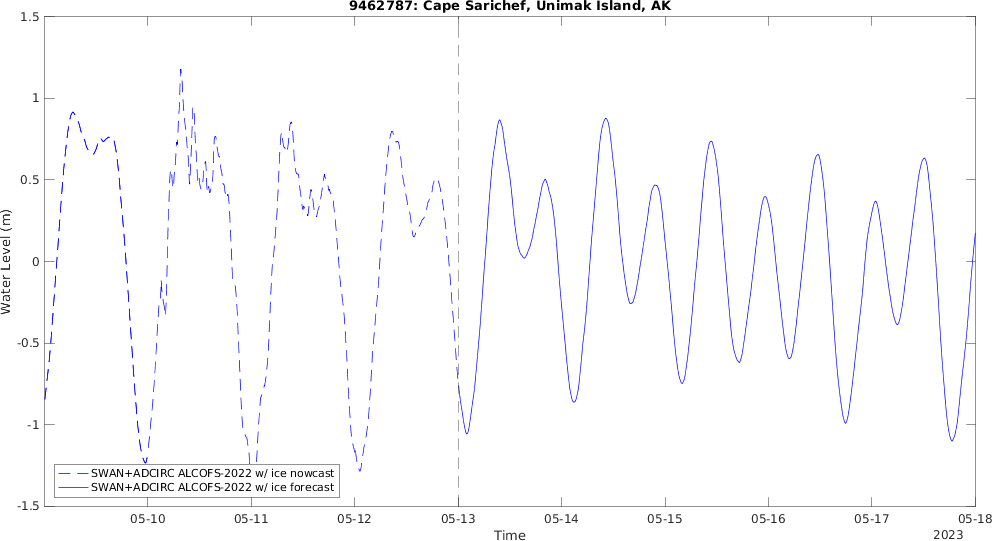 9462787: Cape Sarichef, Unimak Island, AK
1.5
1
0.5
0
-0.5
-1
-1.5
Water Level (m)
SWAN+ADCIRC ALCOFS-2022 w/ ice nowcast
SWAN+ADCIRC ALCOFS-2022 w/ ice forecast
05-10 05-11 05-12 05-13 05-14 05-15 05-16 05-17 05-18
Time
2023